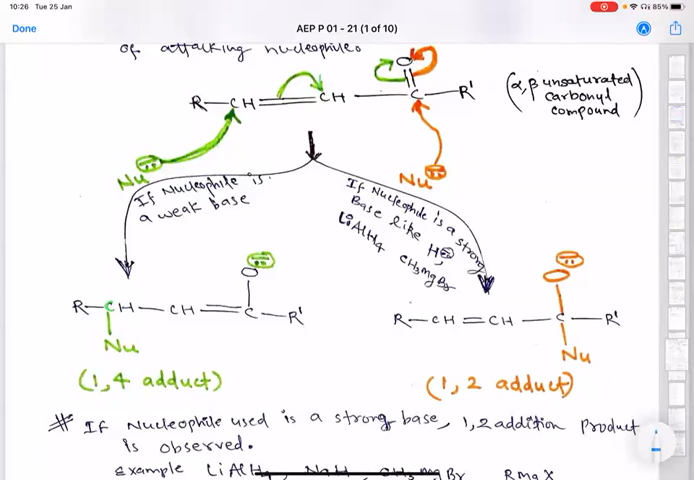 10:26 Tue 25 Jan
85%
Done
AEP P 01 - 21 (1 of 10)
of attacking nucleophile.
O
R—CH═CH—C—R'
(α,β unsaturated
carbonyl
compound)
Nu
Nu
If Nucleophile is
a weak base
If Nucleophile is a strong
Base like H⊖,
LiAlH4 CH3MgBr
O
R—CH—CH═C—R'
Nu
(1,4 adduct)
O
R—CH═CH—C—R'
Nu
(1,2 adduct)
# If Nucleophile used is a strong base, 1,2 addition Product
is observed.
Example LiAlH4, NaH, CH3MgBr RMgX